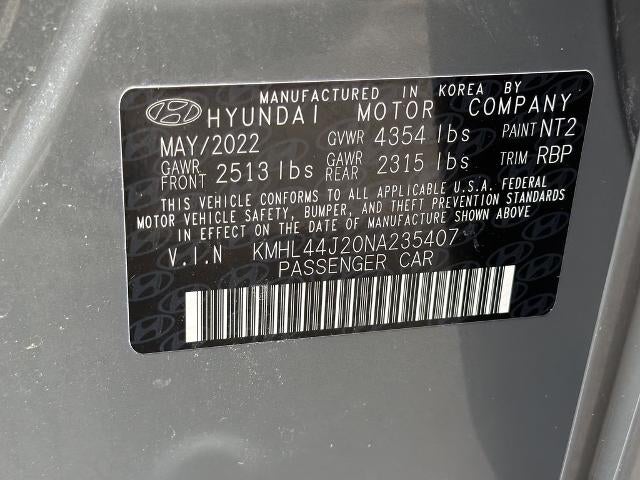 MANUFACTURED IN KOREA BY
HYUNDAI MOTOR COMPANY
MAY/2022 GVWR 4354 lbs PAINT NT2
GAWR FRONT 2513 lbs GAWR REAR 2315 lbs TRIM RBP
THIS VEHICLE CONFORMS TO ALL APPLICABLE U.S.A. FEDERAL
MOTOR VEHICLE SAFETY, BUMPER, AND THEFT PREVENTION STANDARDS
IN EFFECT ON THE DATE OF MANUFACTURE SHOWN ABOVE
V.I.N KMHL44J20NA235407
PASSENGER CAR